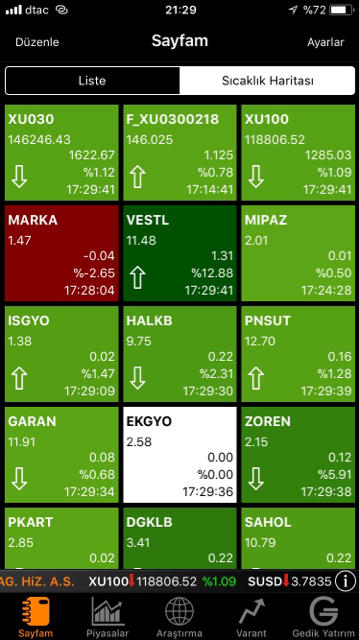 dtac 21:29 %72
Düzenle Sayfam Ayarlar
Liste Sıcaklık Haritası
XU030
146246.43
1622.67
%1.12
17:29:41
F_XU0300218
146.025
1.125
%0.78
17:14:41
XU100
118806.52
1285.03
%1.09
17:29:41
MARKA
1.47
-0.04
%-2.65
17:28:04
VESTL
11.48
1.31
%12.88
17:29:41
MIPAZ
2.01
0.01
%0.50
17:24:28
ISGYO
1.38
0.02
%1.47
17:29:09
HALKB
9.75
0.22
%2.31
17:29:30
PNSUT
12.70
0.16
%1.28
17:29:39
GARAN
11.91
0.08
%0.68
17:29:34
EKGYO
2.58
0.00
%0.00
17:29:36
ZOREN
2.15
0.12
%5.91
17:29:38
PKART
2.85
0.02
DGKLB
3.41
0.22
SAHOL
10.79
0.22
AG. HİZ. A.S. XU100 118806.52 %1.09 SUSD 3.7835
Sayfam Piyasalar Araştırma Varant Gedik Yatırım